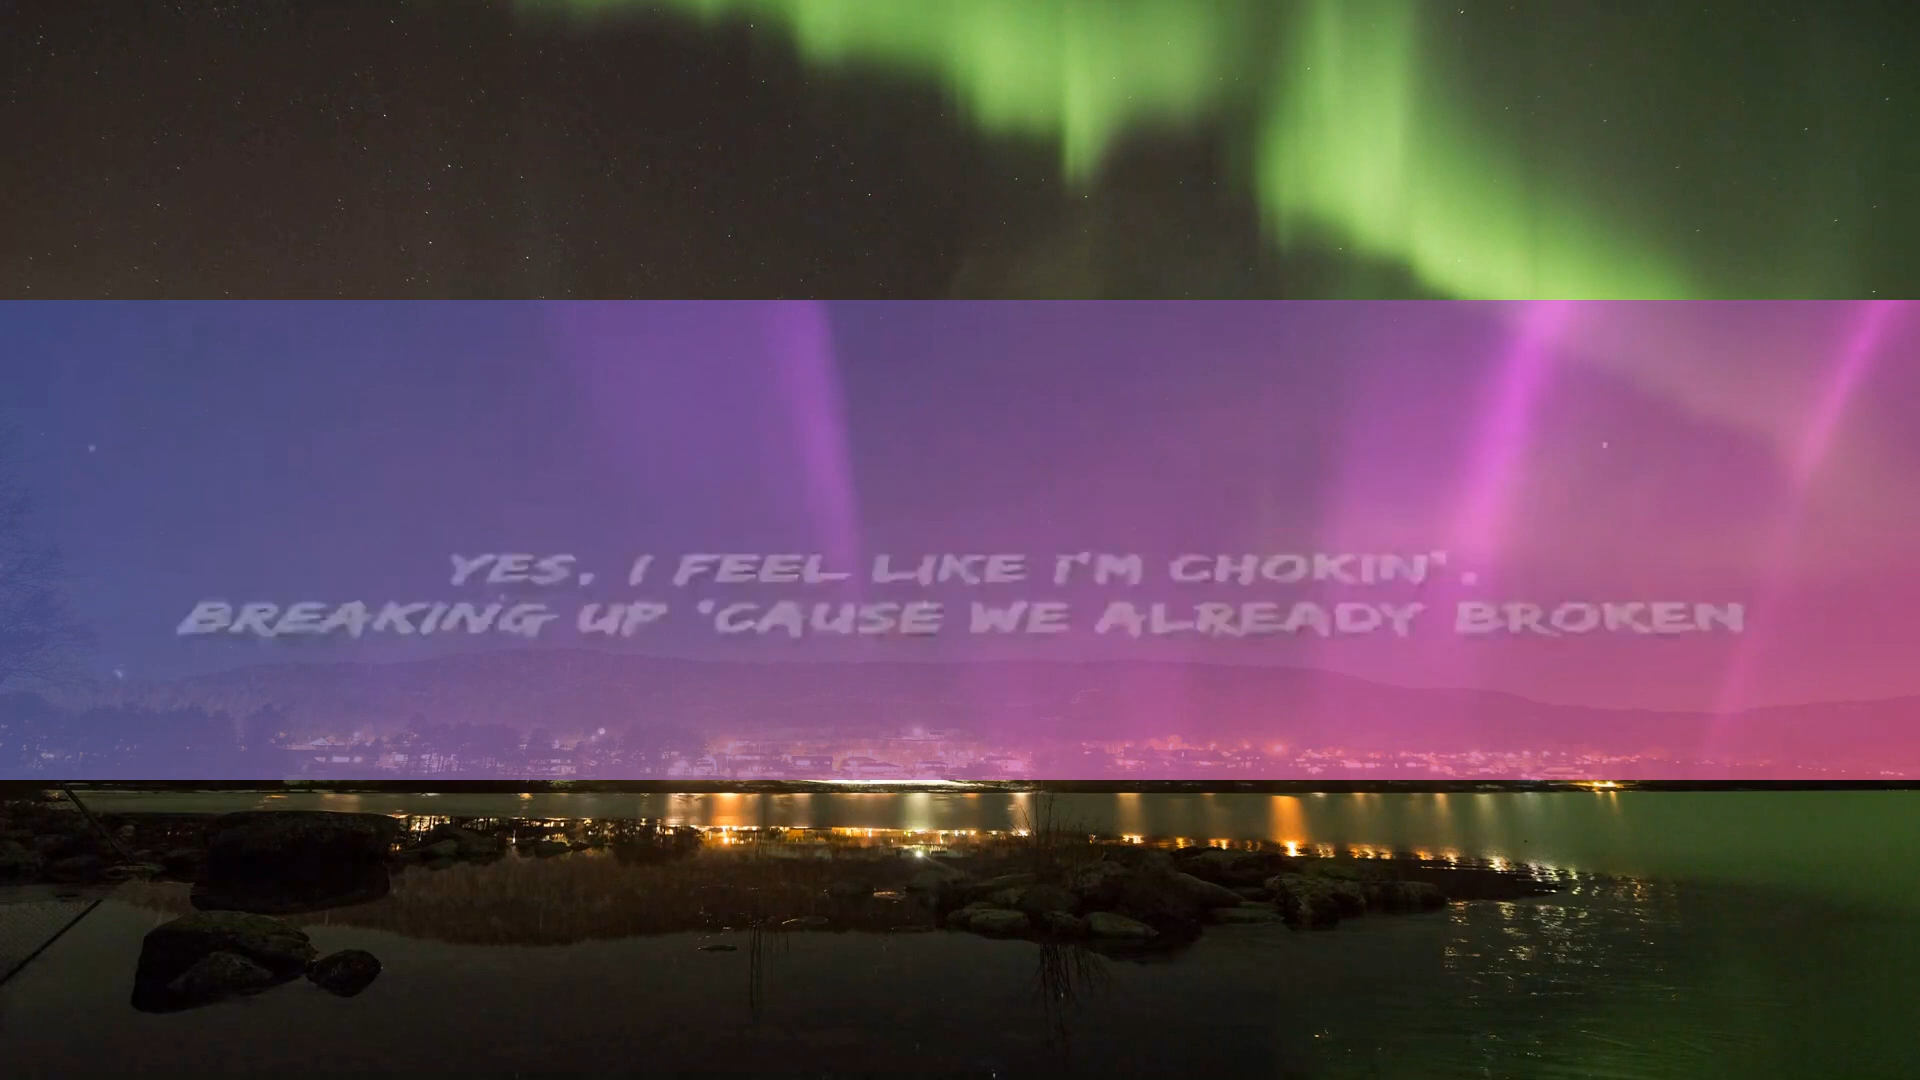 YES, I FEEL LIKE I'M CHOKIN',
BREAKING UP 'CAUSE WE ALREADY BROKEN